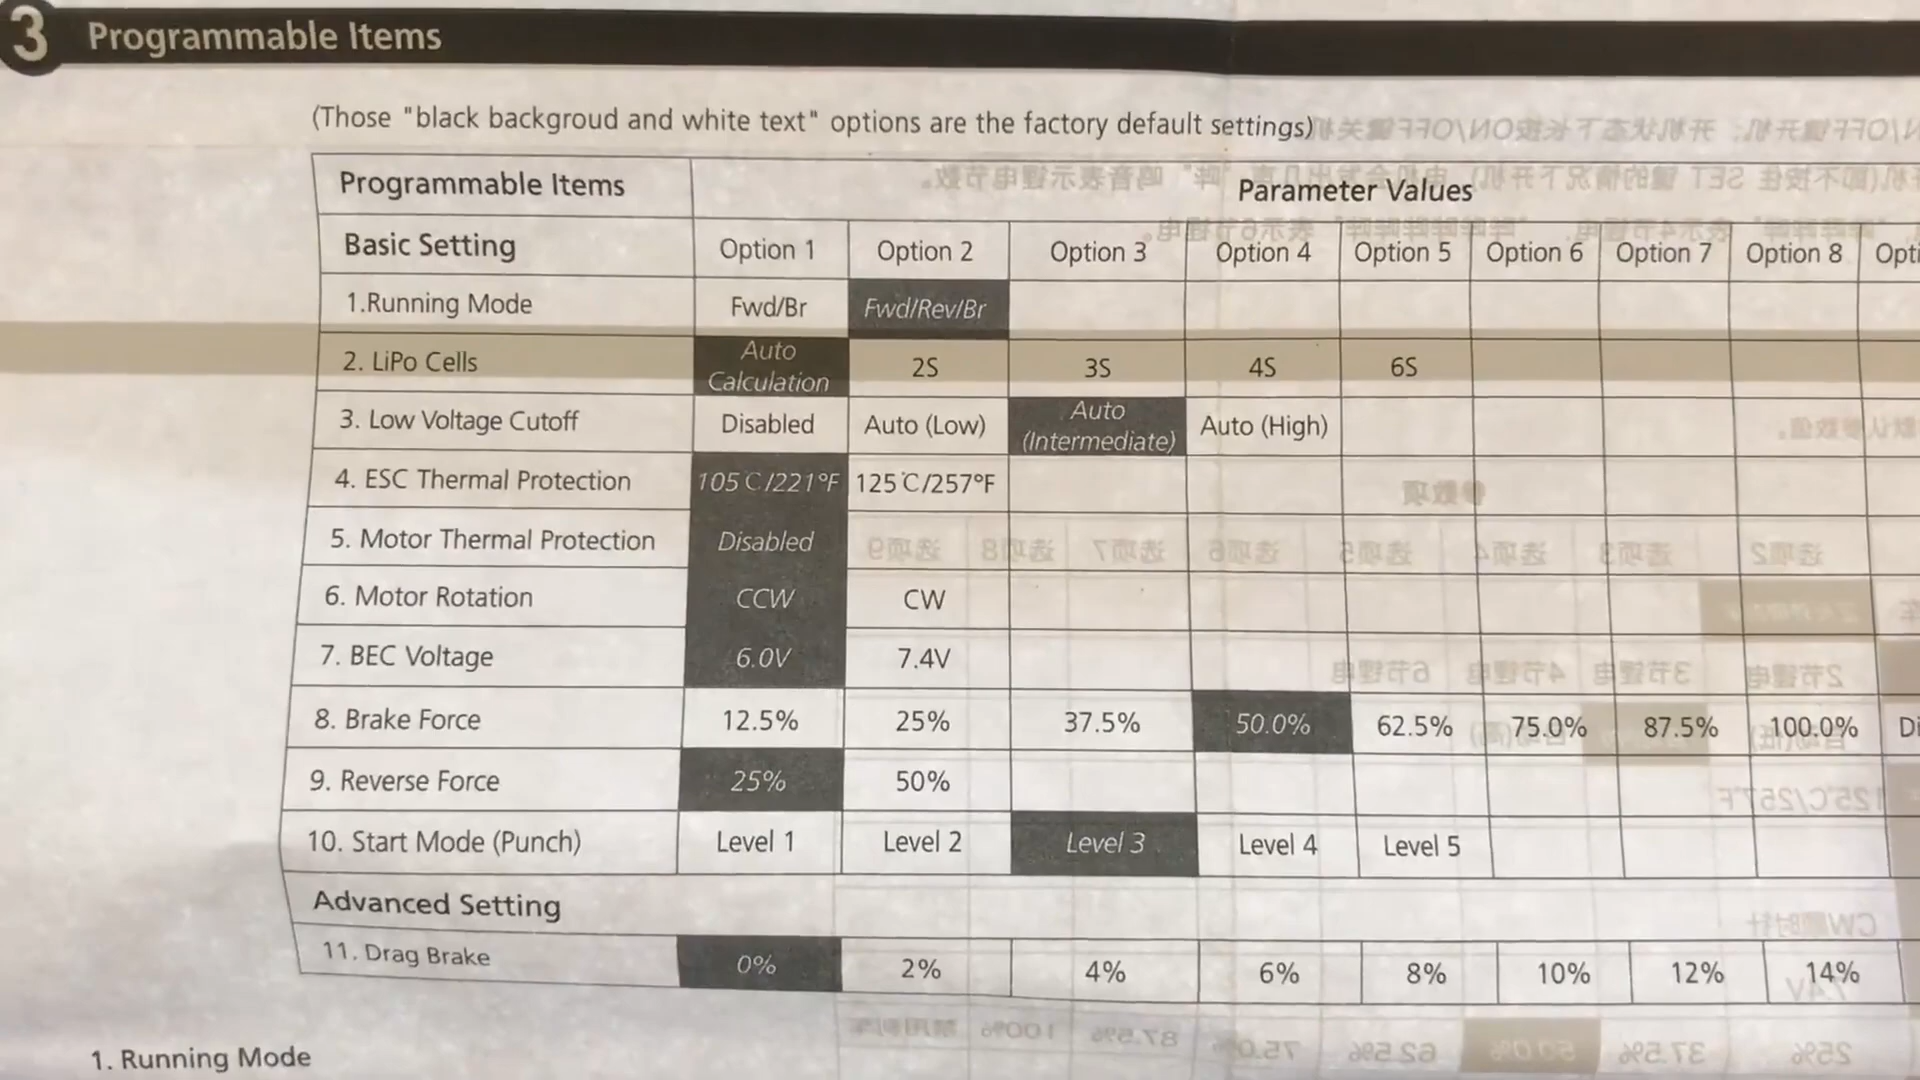 3 Programmable Items
(Those "black backgroud and white text" options are the factory default settings)
Programmable Items Parameter Values
Basic Setting Option 1 Option 2 Option 3 Option 4 Option 5 Option 6 Option 7 Option 8
1.Running Mode Fwd/Br Fwd/Rev/Br
2. LiPo Cells Auto Calculation 2S 3S 4S 6S
3. Low Voltage Cutoff Disabled Auto (Low) Auto (Intermediate) Auto (High)
4. ESC Thermal Protection 105℃/221℉ 125℃/257℉
5. Motor Thermal Protection Disabled
6. Motor Rotation CCW CW
7. BEC Voltage 6.0V 7.4V
8. Brake Force 12.5% 25% 37.5% 50.0% 62.5% 75.0% 87.5% 100.0%
9. Reverse Force 25% 50%
10. Start Mode (Punch) Level 1 Level 2 Level 3 Level 4 Level 5
Advanced Setting
11. Drag Brake 0% 2% 4% 6% 8% 10% 12% 14%
1. Running Mode